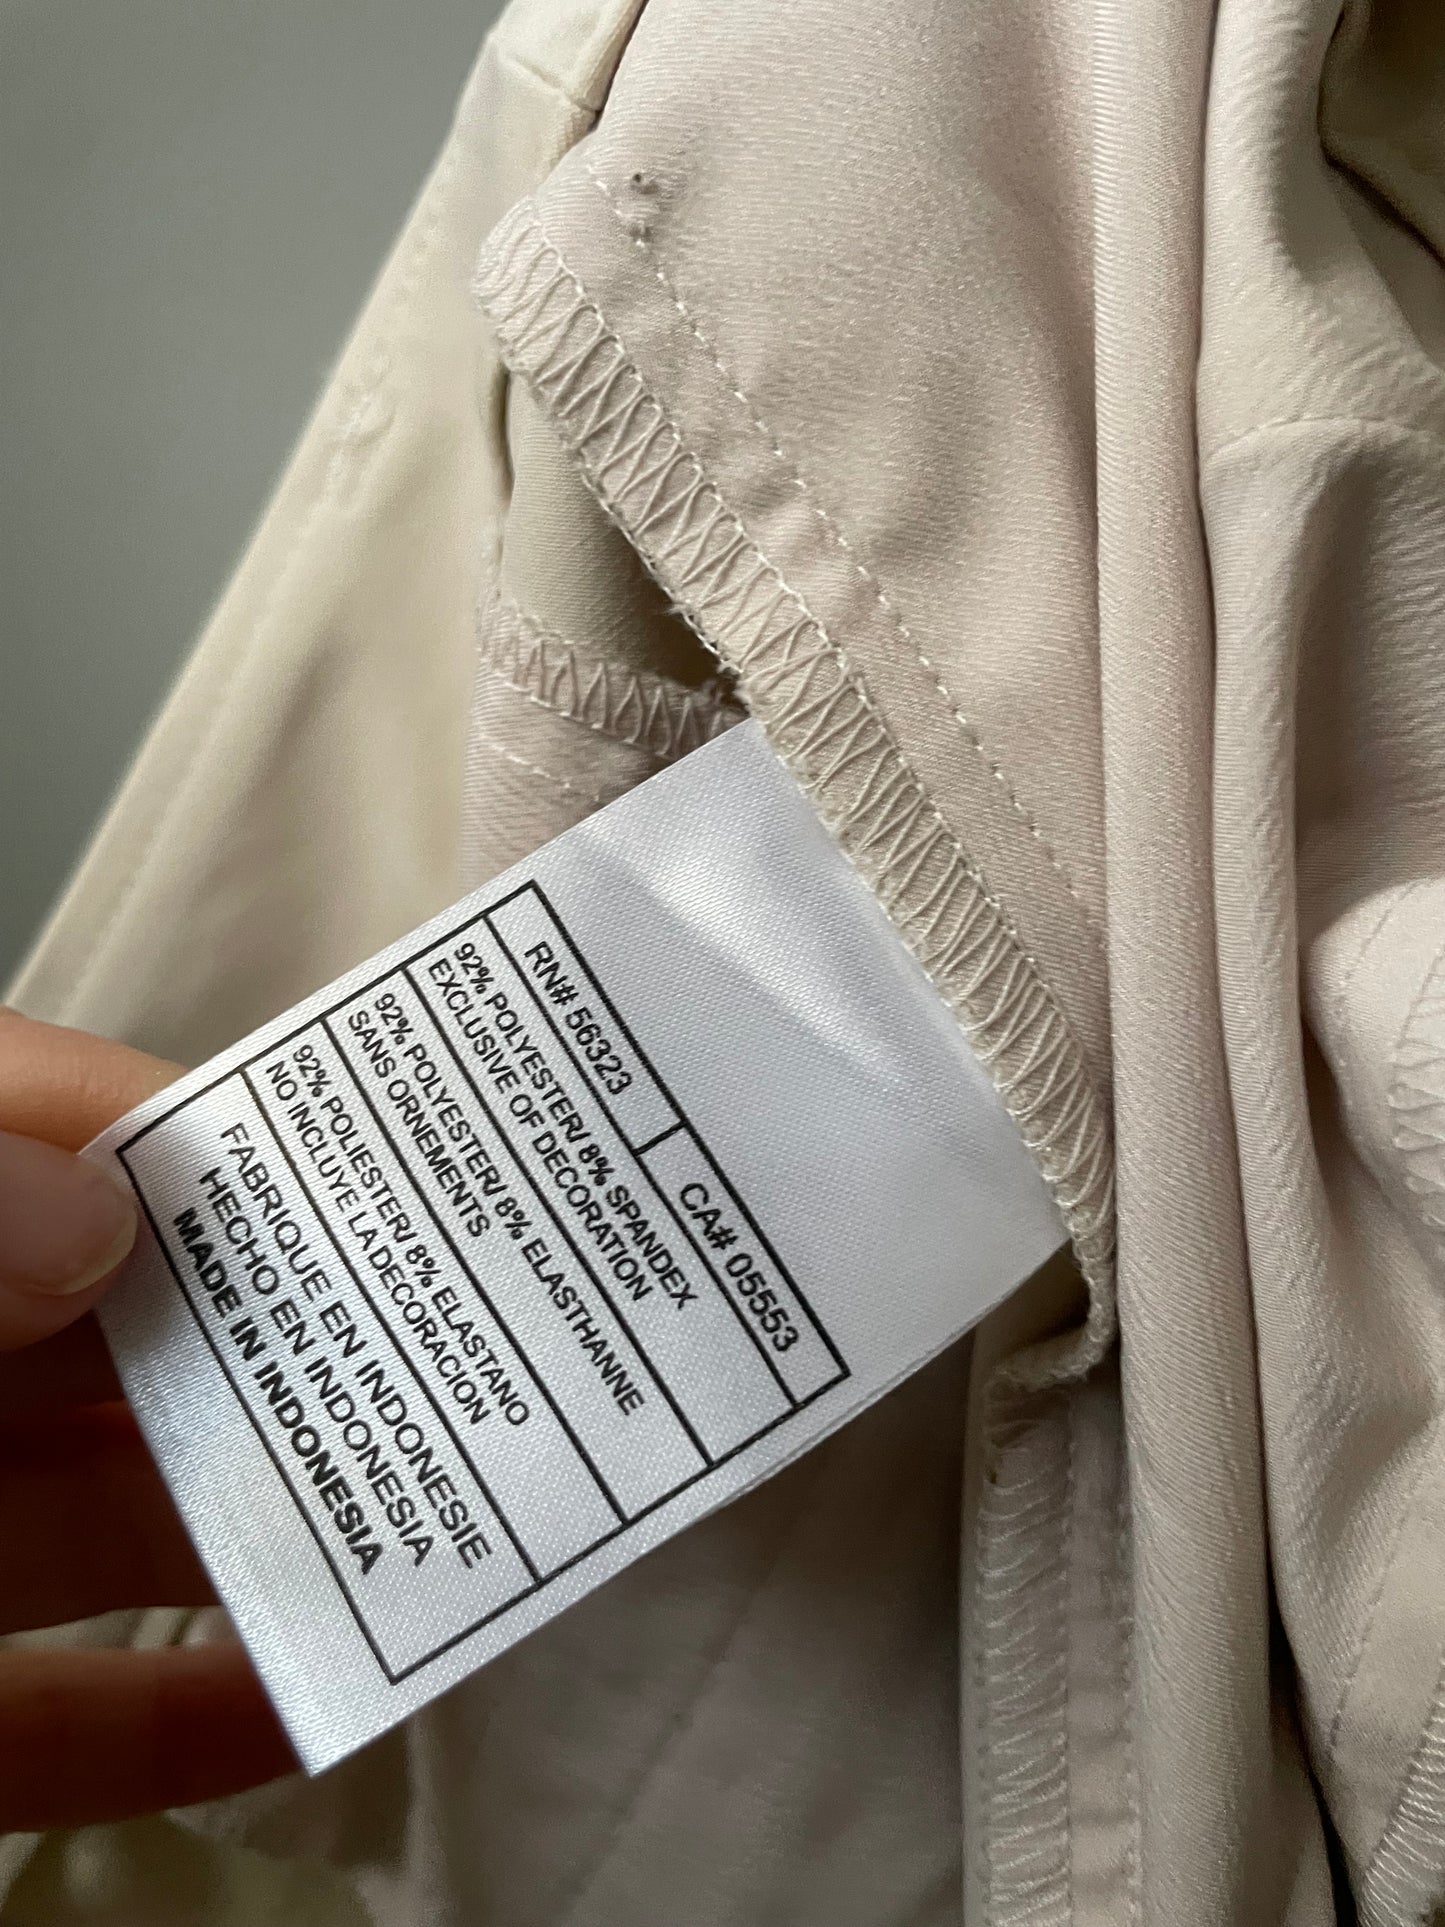 RN# 56323 CA# 05553
92% POLYESTER/ 8% SPANDEX
EXCLUSIVE OF DECORATION
92% POLYESTER/ 8% ELASTHANNE
SANS ORNEMENTS
92% POLIESTER/ 8% ELASTANO
NO INCLUYE LA DECORACION
FABRIQUE EN INDONESIE
HECHO EN INDONESIA
MADE IN INDONESIA